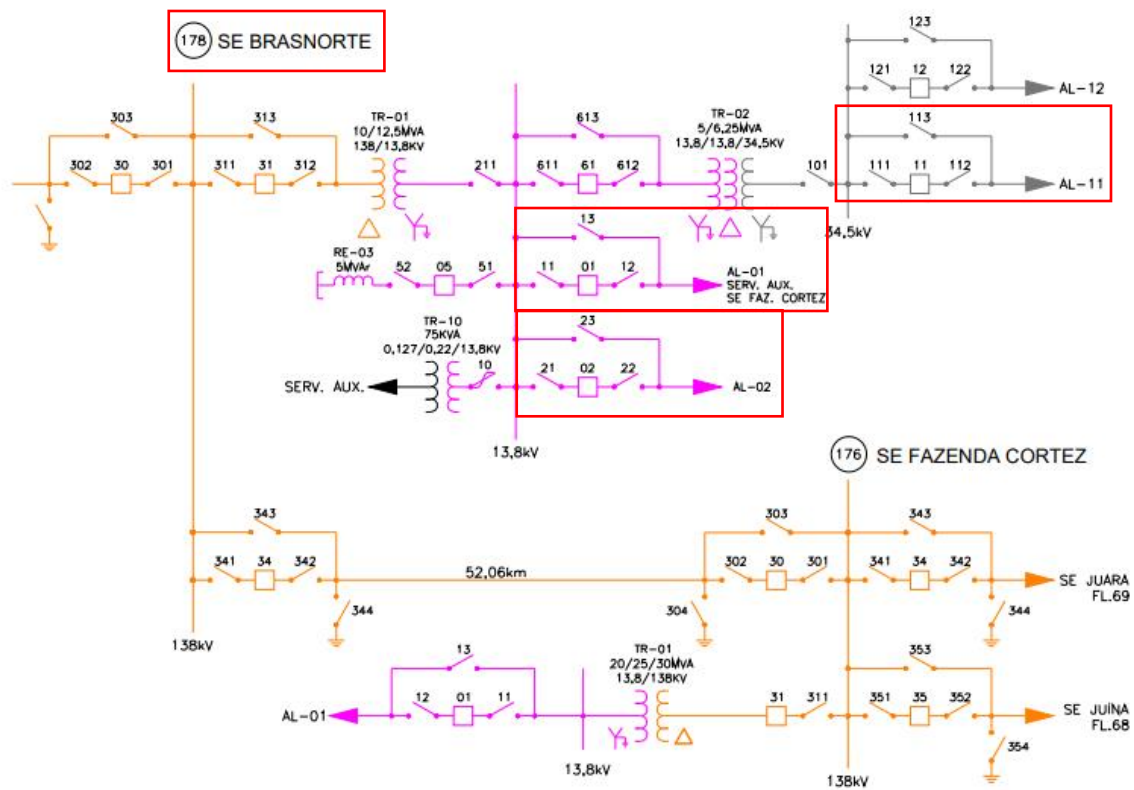 178 SE BRASNORTE
123
121 12 122
AL-12
303
313
TR-01
10/12,5MVA
138/13,8KV
613
TR-02
5/6,25MVA
13,8/13,8/34,5KV
113
302 30 301
311 31 312
211
611 61 612
101
111 11 112
AL-11
34,5kV
13
RE-03
5MVAr
52 05 51
11 01 12
AL-01
SERV. AUX.
SE FAZ. CORTEZ
TR-10
75KVA
0,127/0,22/13,8KV
23
SERV. AUX.
10
21 02 22
AL-02
13,8kV
176 SE FAZENDA CORTEZ
343
303
343
341 34 342
52,06km
302 30 301
341 34 342
SE JUARA
FL.69
344
304
344
138kV
13
TR-01
20/25/30MVA
13,8/138KV
353
AL-01
12 01 11
31 311
351 35 352
SE JUÍNA
FL.68
354
13,8kV
138kV